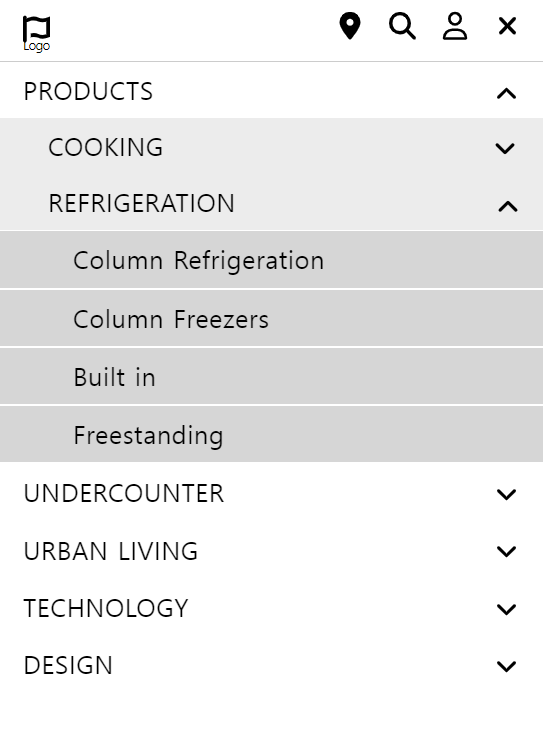 Logo
PRODUCTS
COOKING
REFRIGERATION
Column Refrigeration
Column Freezers
Built in
Freestanding
UNDERCOUNTER
URBAN LIVING
TECHNOLOGY
DESIGN